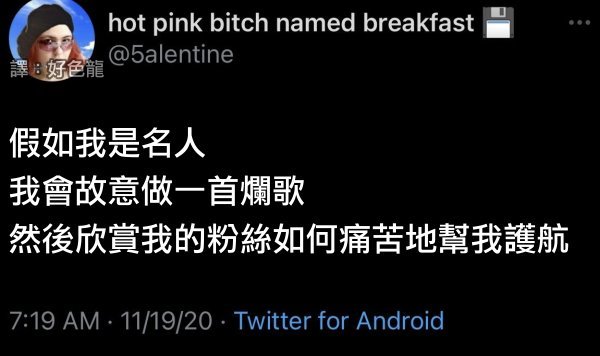 hot pink bitch named breakfast 💾
@5alentine
譯：好色龍
假如我是名人
我會故意做一首爛歌
然後欣賞我的粉絲如何痛苦地幫我護航
7:19 AM · 11/19/20 · Twitter for Android